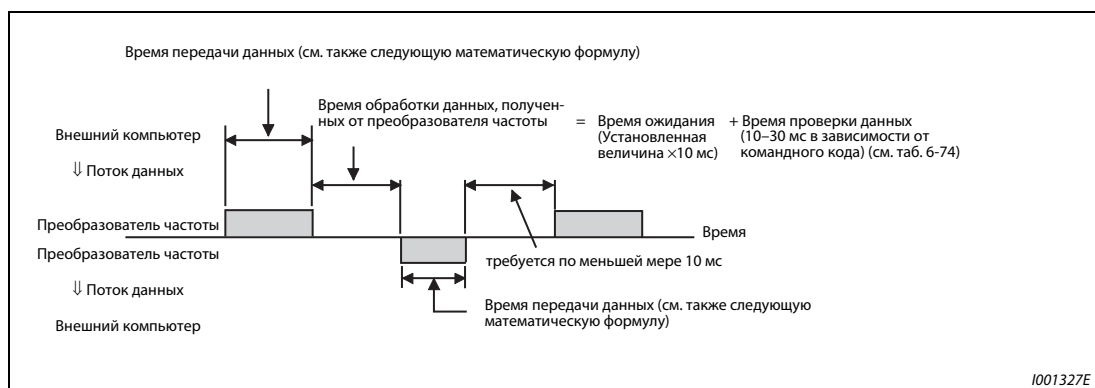 Время передачи данных (см. также следующую математическую формулу)
Время обработки данных, получен-
ных от преобразователя частоты
= Время ожидания
(Установленная
величина ×10 мс)
+ Время проверки данных
(10–30 мс в зависимости от
командного кода) (см. таб. 6-74)
Внешний компьютер
⇓ Поток данных
Преобразователь частоты
Время
Преобразователь частоты
требуется по меньшей мере 10 мс
⇓ Поток данных
Время передачи данных (см. также следующую
математическую формулу)
Внешний компьютер
I001327E